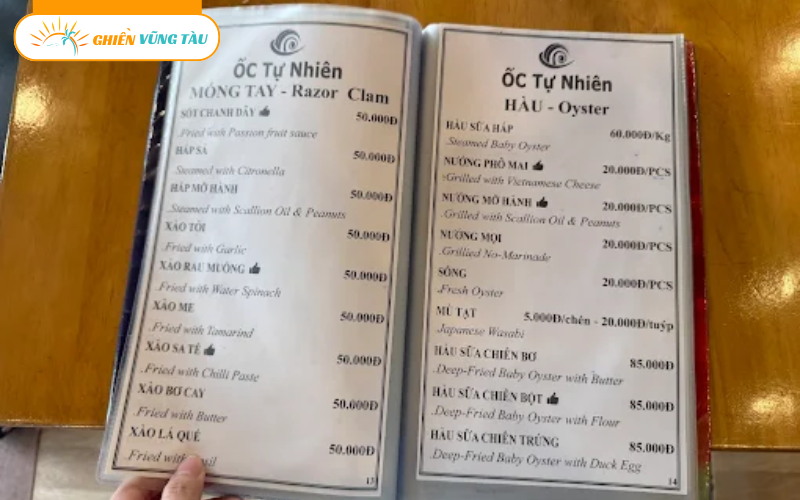 GHIỀN VŨNG TÀU
ỐC Tự Nhiên
MÓNG TAY - Razor Clam
SỐT CHANH DÂY 50.000Đ
.Fried with Passion fruit sauce
HẤP SẢ 50.000Đ
.Steamed with Citronella
HẤP MỠ HÀNH 50.000Đ
.Steamed with Scallion Oil & Peanuts
XÀO TỎI 50.000Đ
.Fried with Garlic
XÀO RAU MUỐNG 50.000Đ
.Fried with Water Spinach
XÀO ME 50.000Đ
.Fried with Tamarind
XÀO SA TẾ 50.000Đ
.Fried with Chilli Paste
XÀO BƠ CAY 50.000Đ
.Fried with Butter
XÀO LÁ QUẾ 50.000Đ
.Fried with
13
ỐC Tự Nhiên
HÀU - Oyster
HÀU SỮA HẤP 60.000Đ/Kg
.Steamed Baby Oyster
NƯỚNG PHÔ MAI 20.000Đ/PCS
.Grilled with Vietnamese Cheese
NƯỚNG MỠ HÀNH 20.000Đ/PCS
.Grilled with Scallion Oil & Peanuts
NƯỚNG MỌI 20.000Đ/PCS
.Grillied No-Marinade
SỐNG 20.000Đ/PCS
.Fresh Oyster
MÙ TẠT 5.000Đ/chén - 20.000Đ/tuýp
.Japanese Wasabi
HÀU SỮA CHIÊN BƠ 85.000Đ
.Deep-Fried Baby Oyster with Butter
HÀU SỮA CHIÊN BỘT 85.000Đ
.Deep-Fried Baby Oyster with Flour
HÀU SỮA CHIÊN TRỨNG 85.000Đ
.Deep-Fried Baby Oyster with Duck Egg
14